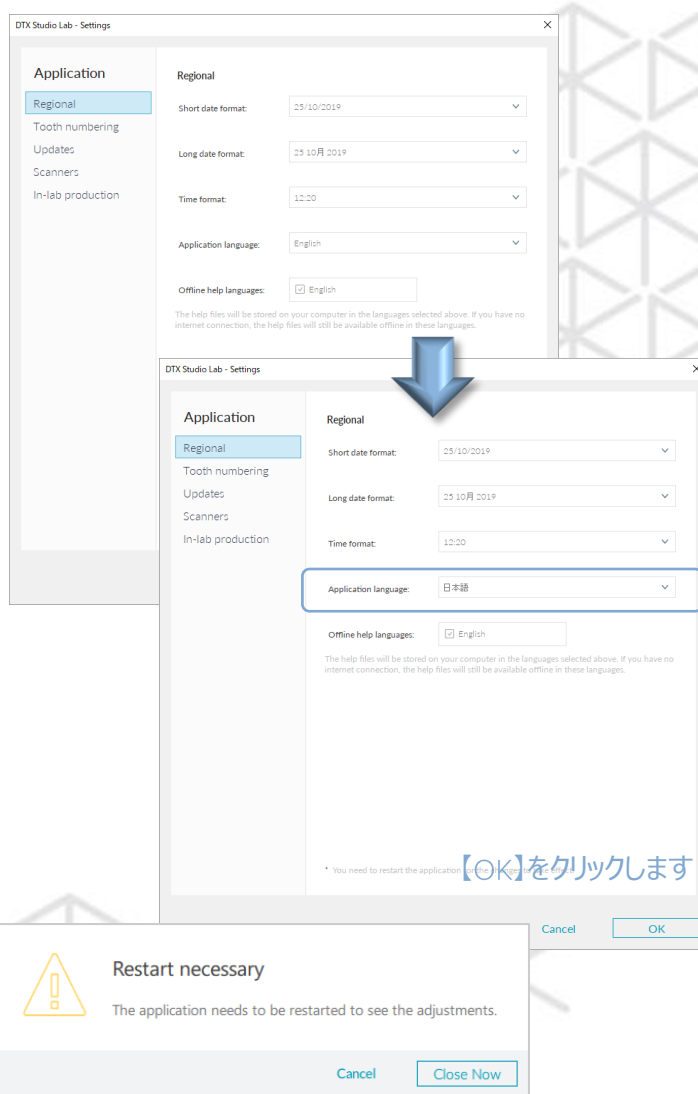 DTX Studio Lab - Settings
Application
Regional
Tooth numbering
Updates
Scanners
In-lab production
Regional
Short date format: 25/10/2019
Long date format: 25 10月 2019
Time format: 12:20
Application language: English
Offline help languages: English
The help files will be stored on your computer in the languages selected above. If you have no
internet connection, the help files will still be available offline in these languages.
DTX Studio Lab - Settings
Application
Regional
Tooth numbering
Updates
Scanners
In-lab production
Regional
Short date format: 25/10/2019
Long date format: 25 10月 2019
Time format: 12:20
Application language: 日本語
Offline help languages: English
The help files will be stored on your computer in the languages selected above. If you have no
internet connection, the help files will still be available offline in these languages.
* You need to restart the application for the changes to take effect.
【OK】をクリックします
Cancel OK
Restart necessary
The application needs to be restarted to see the adjustments.
Cancel Close Now